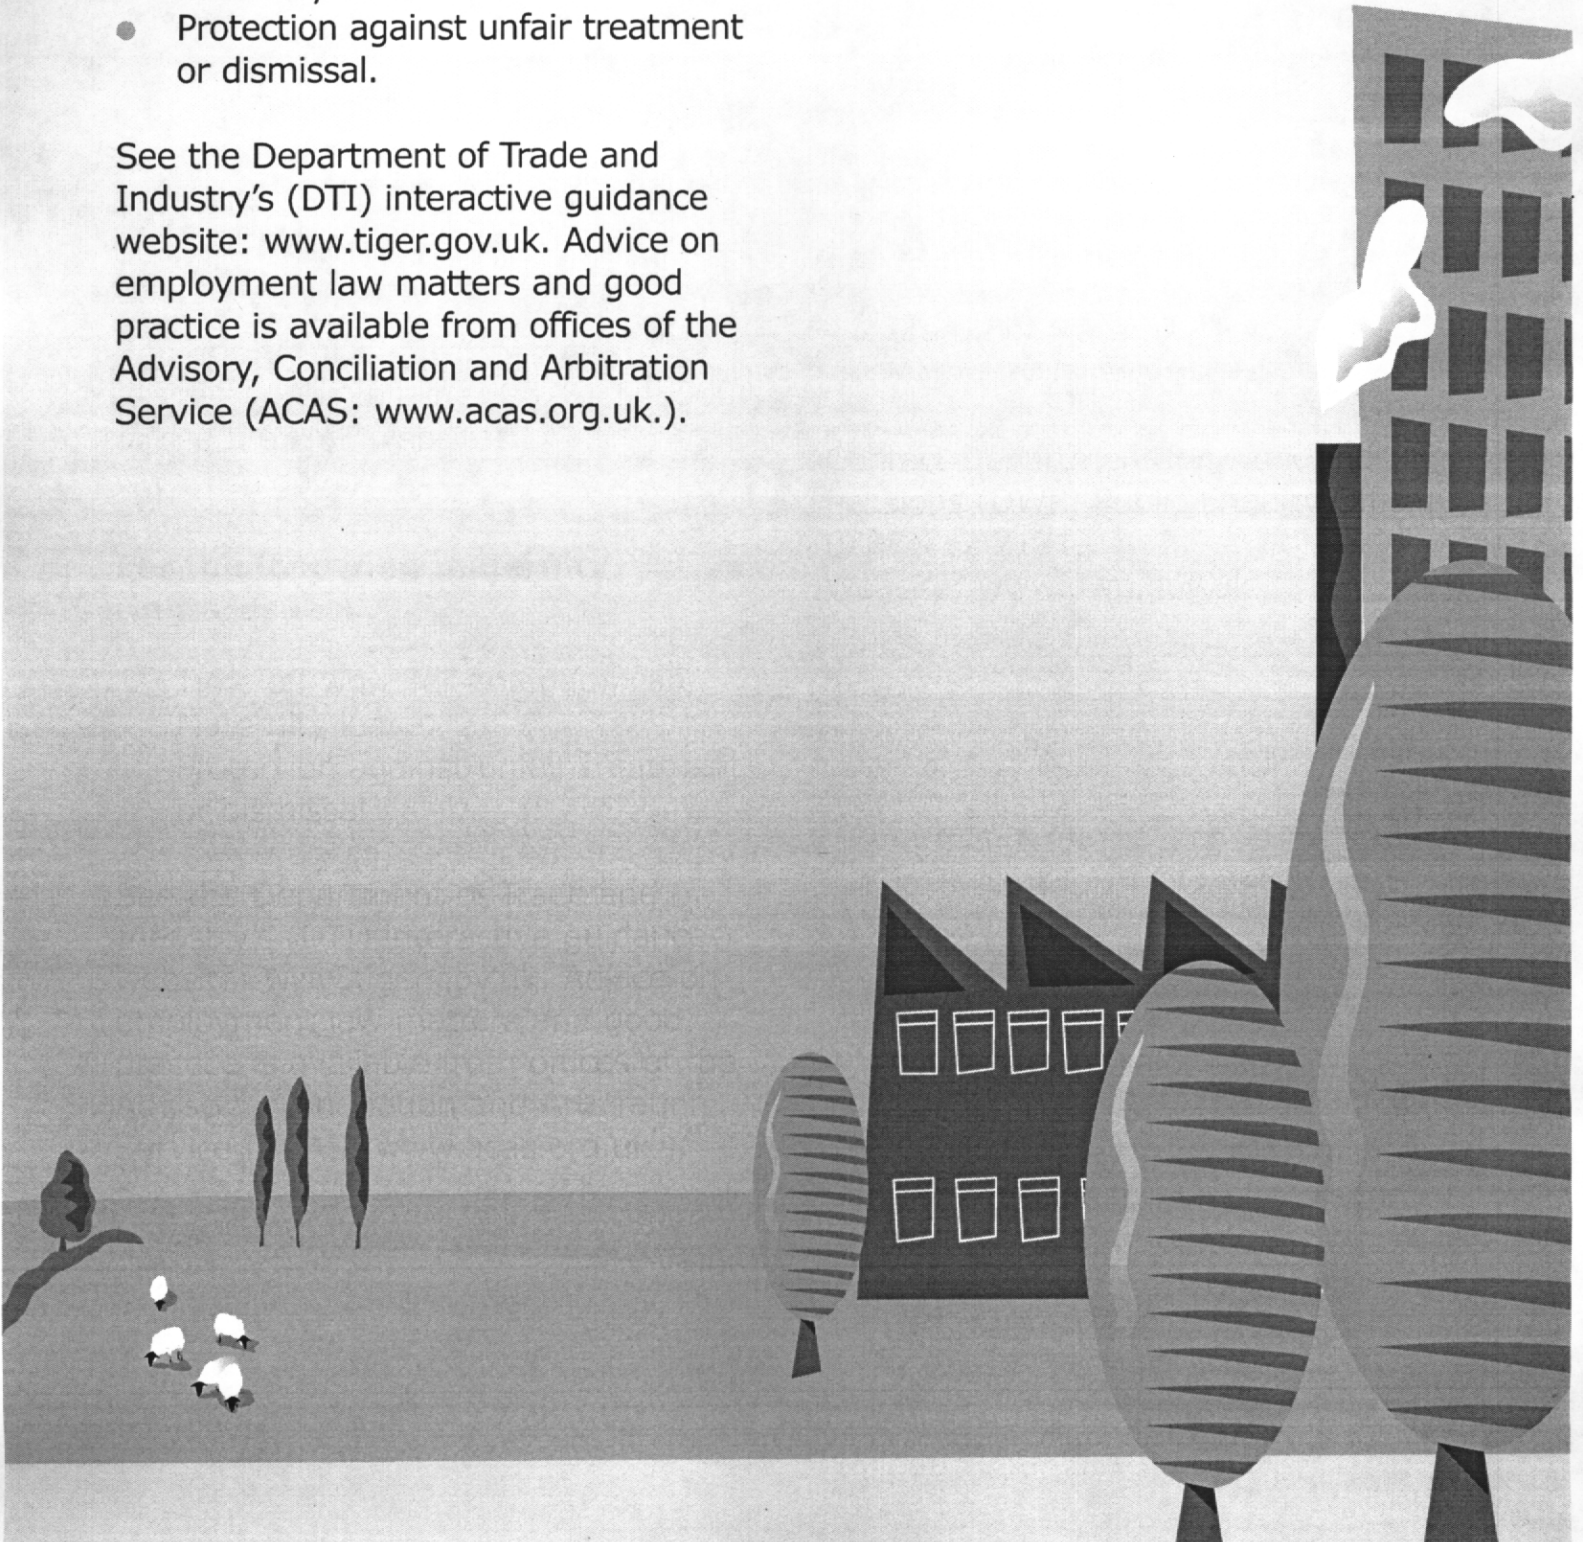 ● Protection against unfair treatment
or dismissal.
See the Department of Trade and
Industry's (DTI) interactive guidance
website: www.tiger.gov.uk. Advice on
employment law matters and good
practice is available from offices of the
Advisory, Conciliation and Arbitration
Service (ACAS: www.acas.org.uk.).